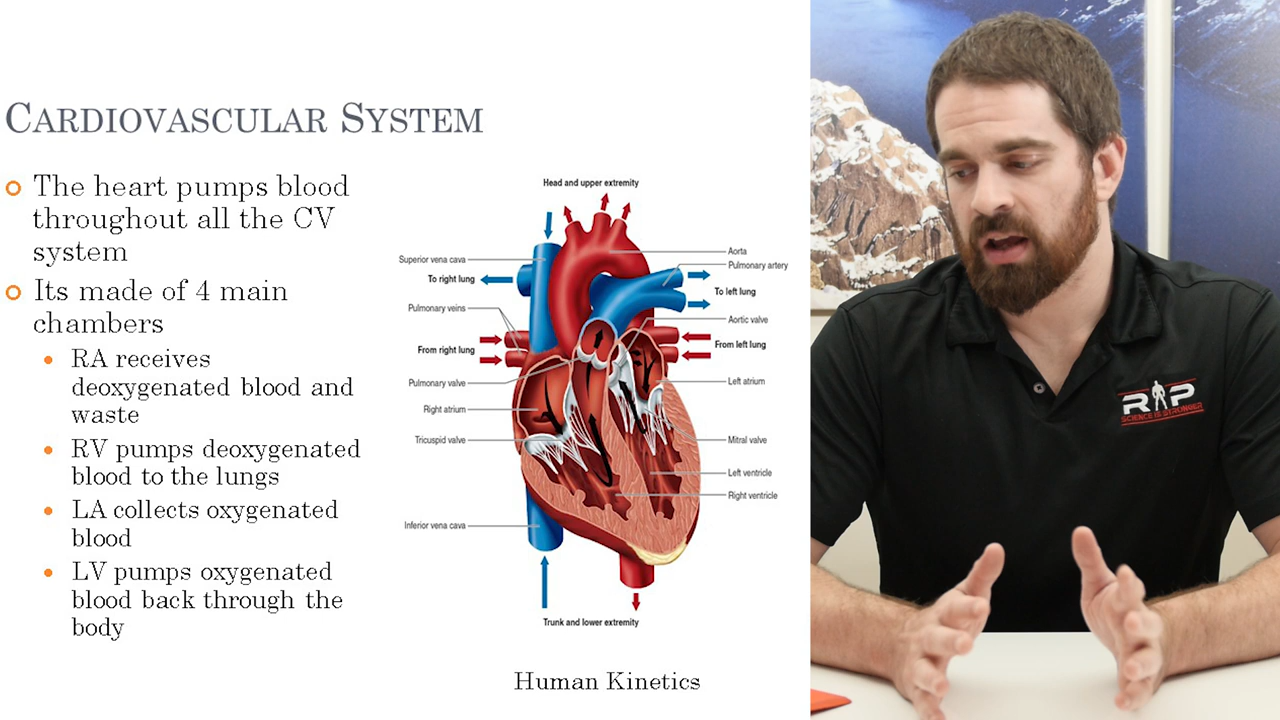 CARDIOVASCULAR SYSTEM
The heart pumps blood
throughout all the CV
system
Its made of 4 main
chambers
RA receives
deoxygenated blood and
waste
RV pumps deoxygenated
blood to the lungs
LA collects oxygenated
blood
LV pumps oxygenated
blood back through the
body
Head and upper extremity
Superior vena cava
To right lung
Pulmonary veins
From right lung
Pulmonary valve
Right atrium
Tricuspid valve
Inferior vena cava
Aorta
Pulmonary artery
To left lung
Aortic valve
From left lung
Left atrium
Mitral valve
Left ventricle
Right ventricle
Trunk and lower extremity
Human Kinetics
RP
SCIENCE IS STRONGER